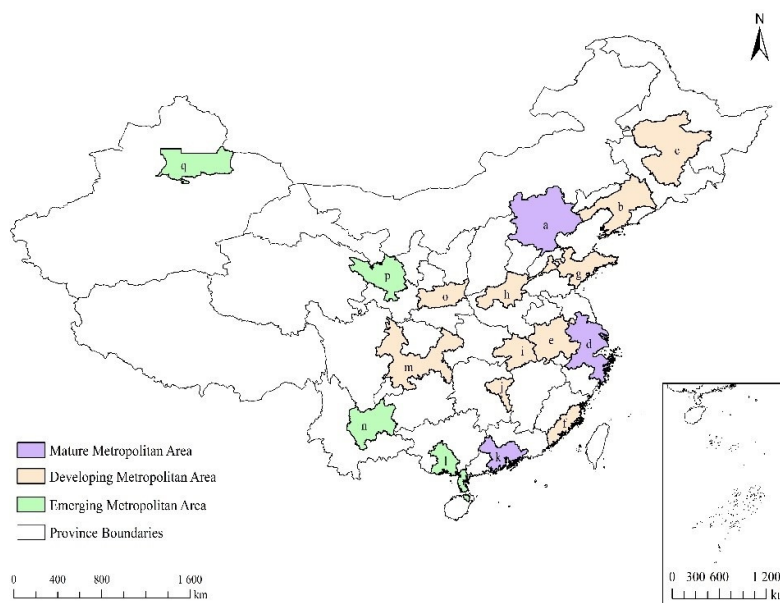 N
c
q
b
a
p
g
o
h
i
e
d
m
j
f
n
l
k
Mature Metropolitan Area
Developing Metropolitan Area
Emerging Metropolitan Area
Province Boundaries
0 400 800 1 600
km
0 300 600 1 200